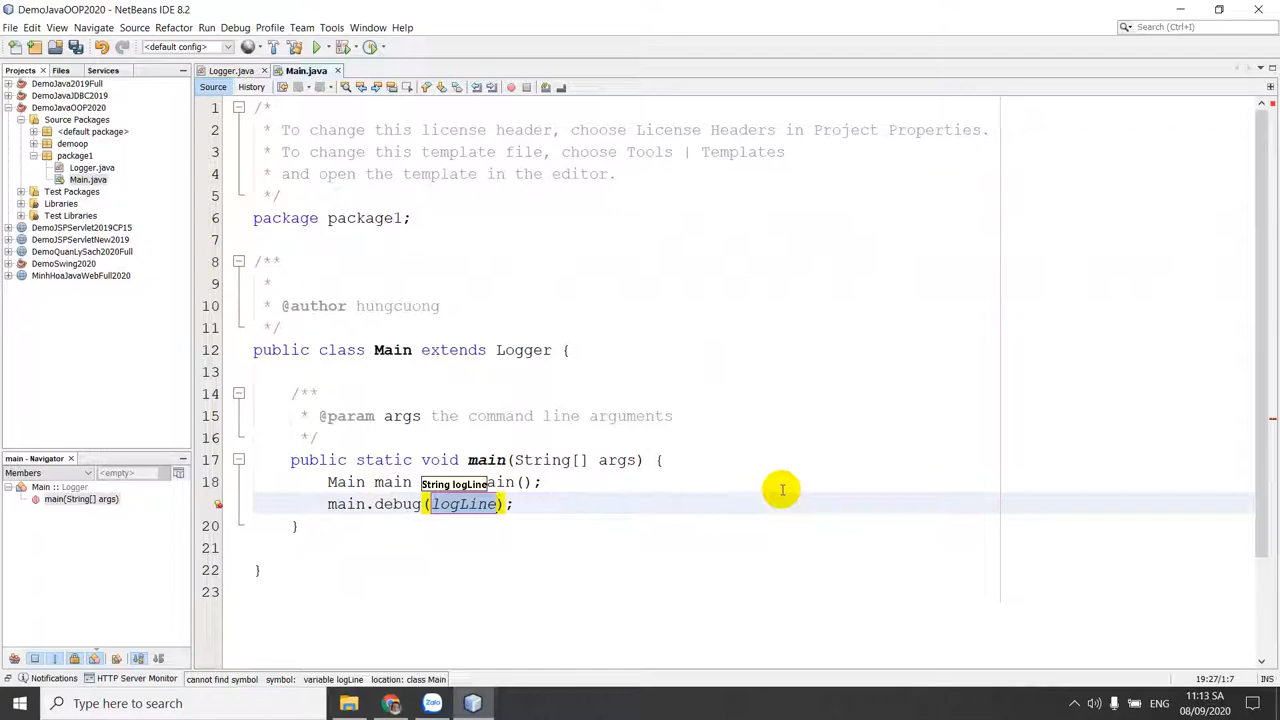 DemoJavaOOP2020 - NetBeans IDE 8.2
File Edit View Navigate Source Refactor Run Debug Profile Team Tools Window Help
Search (Ctrl+I)
<default config>
Projects Files Services
Logger.java Main.java
Source History
DemoJava2019Full
DemoJavaJDBC2019
DemoJavaOOP2020
Source Packages
<default package>
demoop
package1
Logger.java
Main.java
Test Packages
Libraries
Test Libraries
DemoJSPServlet2019CP15
DemoJSPServletNew2019
DemoQuanLySach2020Full
DemoSwing2020
MinhHoaJavaWebFull2020
1 /*
2 * To change this license header, choose License Headers in Project Properties.
3 * To change this template file, choose Tools | Templates
4 * and open the template in the editor.
5 */
6 package package1;
7
8 /**
9 *
10 * @author hungcuong
11 */
12 public class Main extends Logger {
13
14 /**
15 * @param args the command line arguments
16 */
17 public static void main(String[] args) {
String logLine
18 Main main ain();
main.debug(logLine);
20 }
21
22 }
23
main - Navigator
Members <empty>
Main :: Logger
main(String[] args)
Notifications HTTP Server Monitor cannot find symbol symbol: variable logLine location: class Main 19:27/1:7 INS
Type here to search
ENG
11:13 SA
08/09/2020